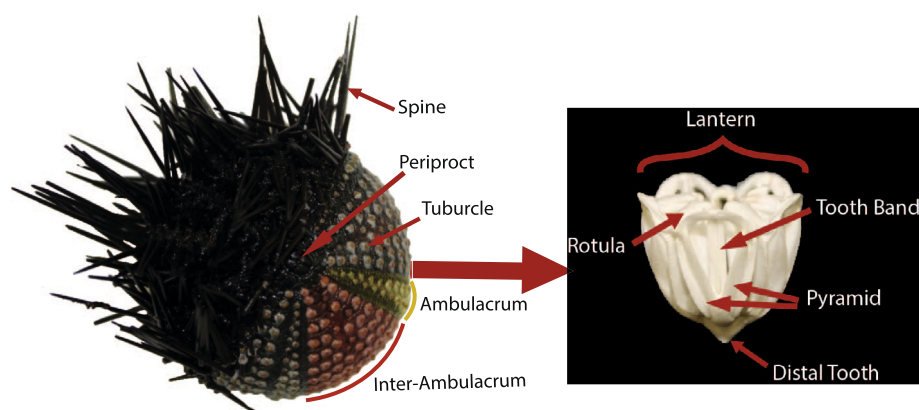 Spine
Periproct
Tuburcle
Ambulacrum
Inter-Ambulacrum
Lantern
Tooth Band
Rotula
Pyramid
Distal Tooth